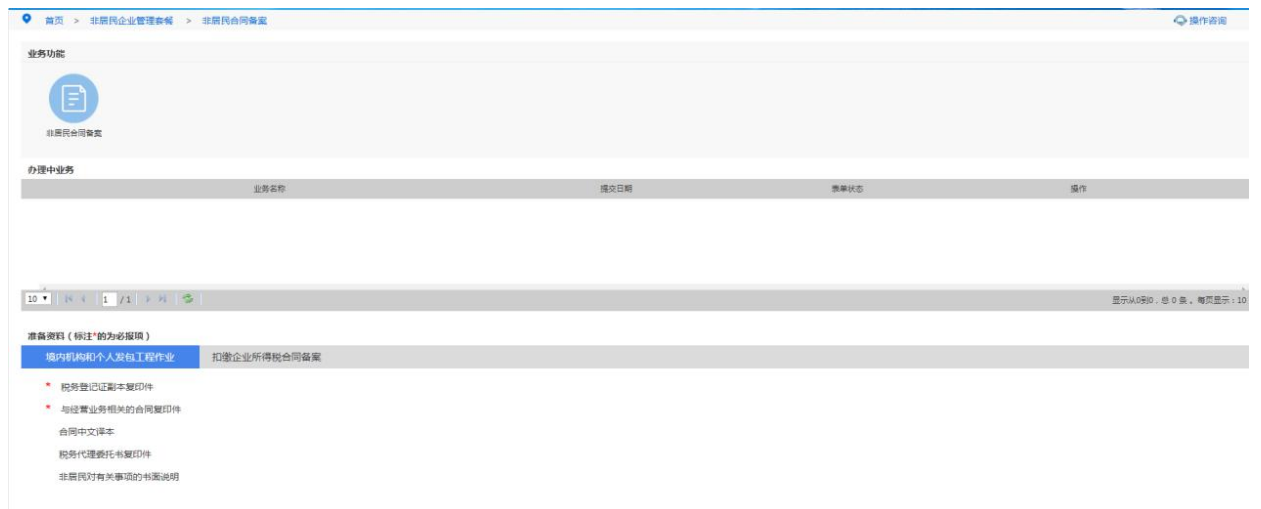 首页 > 非居民企业管理套餐 > 非居民合同备案 操作咨询
业务功能
非居民合同备案
办理中业务
业务名称 提交日期 表单状态 操作
10 1 /1 显示从0到0，总 0 条。每页显示：10
准备资料（标注*的为必报项）
境内机构和个人发包工程作业 扣缴企业所得税合同备案
* 税务登记证副本复印件
* 与经营业务相关的合同复印件
合同中文译本
税务代理委托书复印件
非居民对有关事项的书面说明